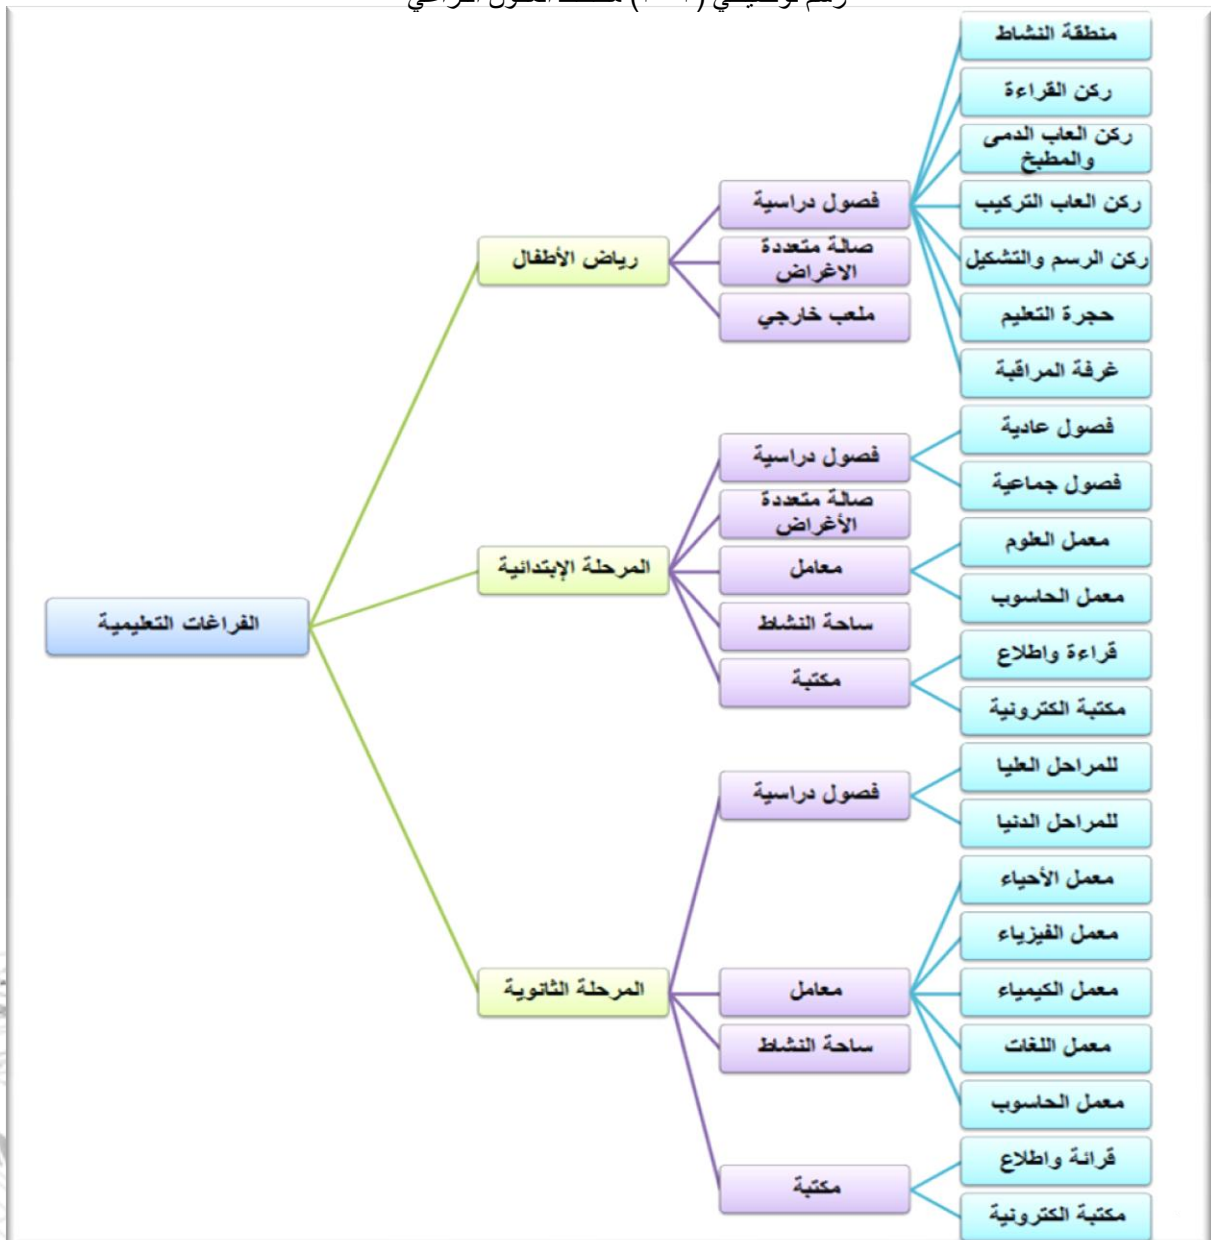 منطقة النشاط
ركن القراءة
ركن العاب الدمى
والمطبخ
ركن العاب التركيب
ركن الرسم والتشكيل
حجرة التعليم
غرفة المراقبة
فصول دراسية
صالة متعددة
الاغراض
ملعب خارجي
رياض الأطفال
فصول عادية
فصول جماعية
معمل العلوم
معمل الحاسوب
قراءة واطلاع
مكتبة الكترونية
فصول دراسية
صالة متعددة
الأغراض
معامل
ساحة النشاط
مكتبة
المرحلة الإبتدائية
الفراغات التعليمية
للمراحل العليا
للمراحل الدنيا
معمل الأحياء
معمل الفيزياء
معمل الكيمياء
معمل اللغات
معمل الحاسوب
قرائة واطلاع
مكتبة الكترونية
فصول دراسية
معامل
ساحة النشاط
مكتبة
المرحلة الثانوية